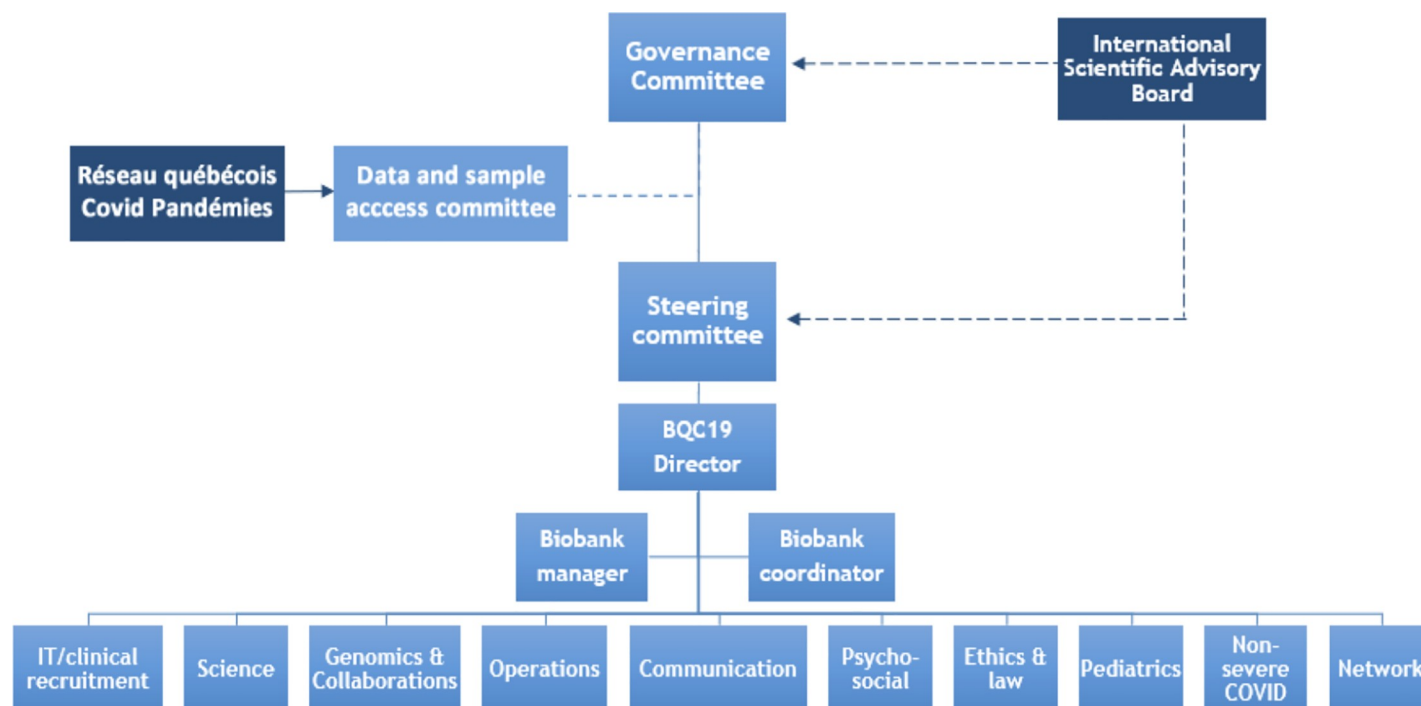 Governance
Committee
International
Scientific Advisory
Board
Réseau québécois
Covid Pandémies
Data and sample
acccess committee
Steering
committee
BQC19
Director
Biobank
manager
Biobank
coordinator
IT/clinical
recruitment
Science
Genomics &
Collaborations
Operations
Communication
Psycho-
social
Ethics &
law
Pediatrics
Non-
severe
COVID
Network